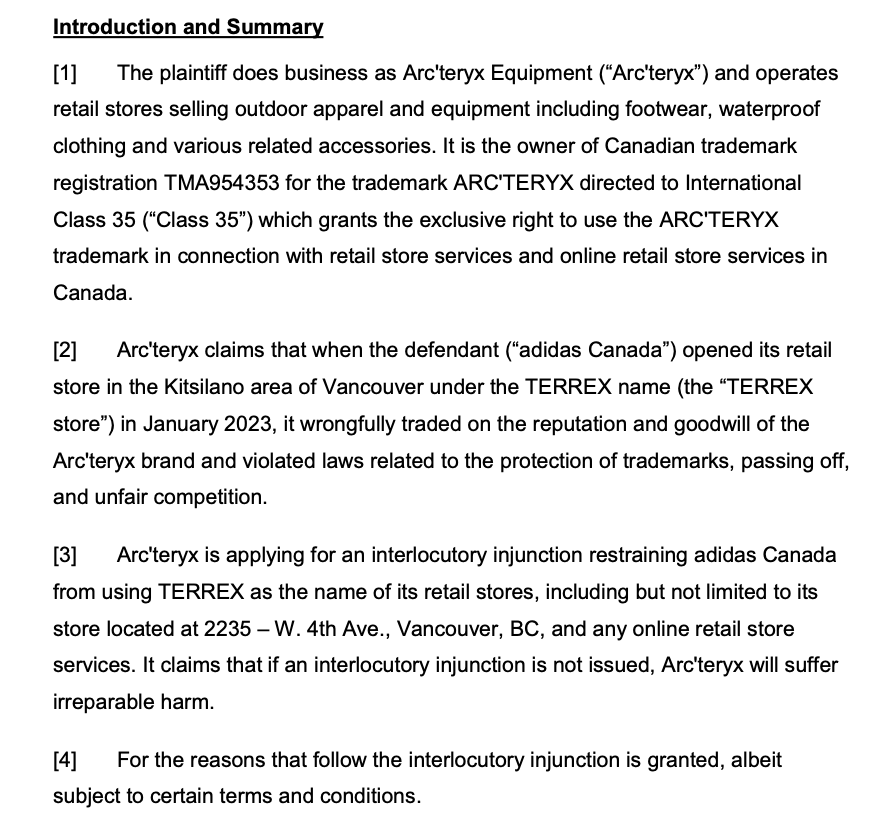 Introduction and Summary
[1] The plaintiff does business as Arc'teryx Equipment (“Arc'teryx”) and operates
retail stores selling outdoor apparel and equipment including footwear, waterproof
clothing and various related accessories. It is the owner of Canadian trademark
registration TMA954353 for the trademark ARC'TERYX directed to International
Class 35 (“Class 35”) which grants the exclusive right to use the ARC'TERYX
trademark in connection with retail store services and online retail store services in
Canada.
[2] Arc'teryx claims that when the defendant (“adidas Canada”) opened its retail
store in the Kitsilano area of Vancouver under the TERREX name (the “TERREX
store”) in January 2023, it wrongfully traded on the reputation and goodwill of the
Arc'teryx brand and violated laws related to the protection of trademarks, passing off,
and unfair competition.
[3] Arc'teryx is applying for an interlocutory injunction restraining adidas Canada
from using TERREX as the name of its retail stores, including but not limited to its
store located at 2235 – W. 4th Ave., Vancouver, BC, and any online retail store
services. It claims that if an interlocutory injunction is not issued, Arc'teryx will suffer
irreparable harm.
[4] For the reasons that follow the interlocutory injunction is granted, albeit
subject to certain terms and conditions.